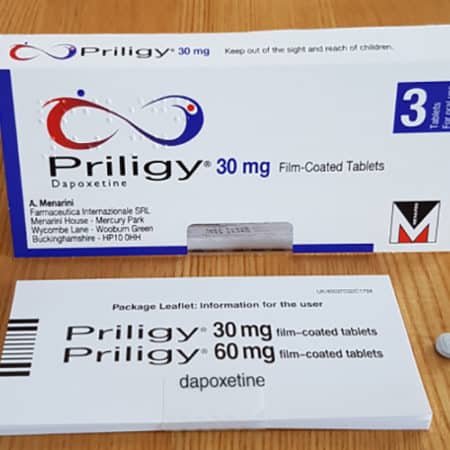 Priligy® 30 mg Keep out of the sight and reach of children.
3
Tablets
Priligy® 30 mg Film-Coated Tablets
Dapoxetine
A. Menarini
Farmaceutica Internazionale SRL
Menarini House - Mercury Park
Wycombe Lane - Wooburn Green
Buckinghamshire - HP10 0HH
MENARINI
Package Leaflet: Information for the user
Priligy® 30 mg film-coated tablets
Priligy® 60 mg film-coated tablets
dapoxetine